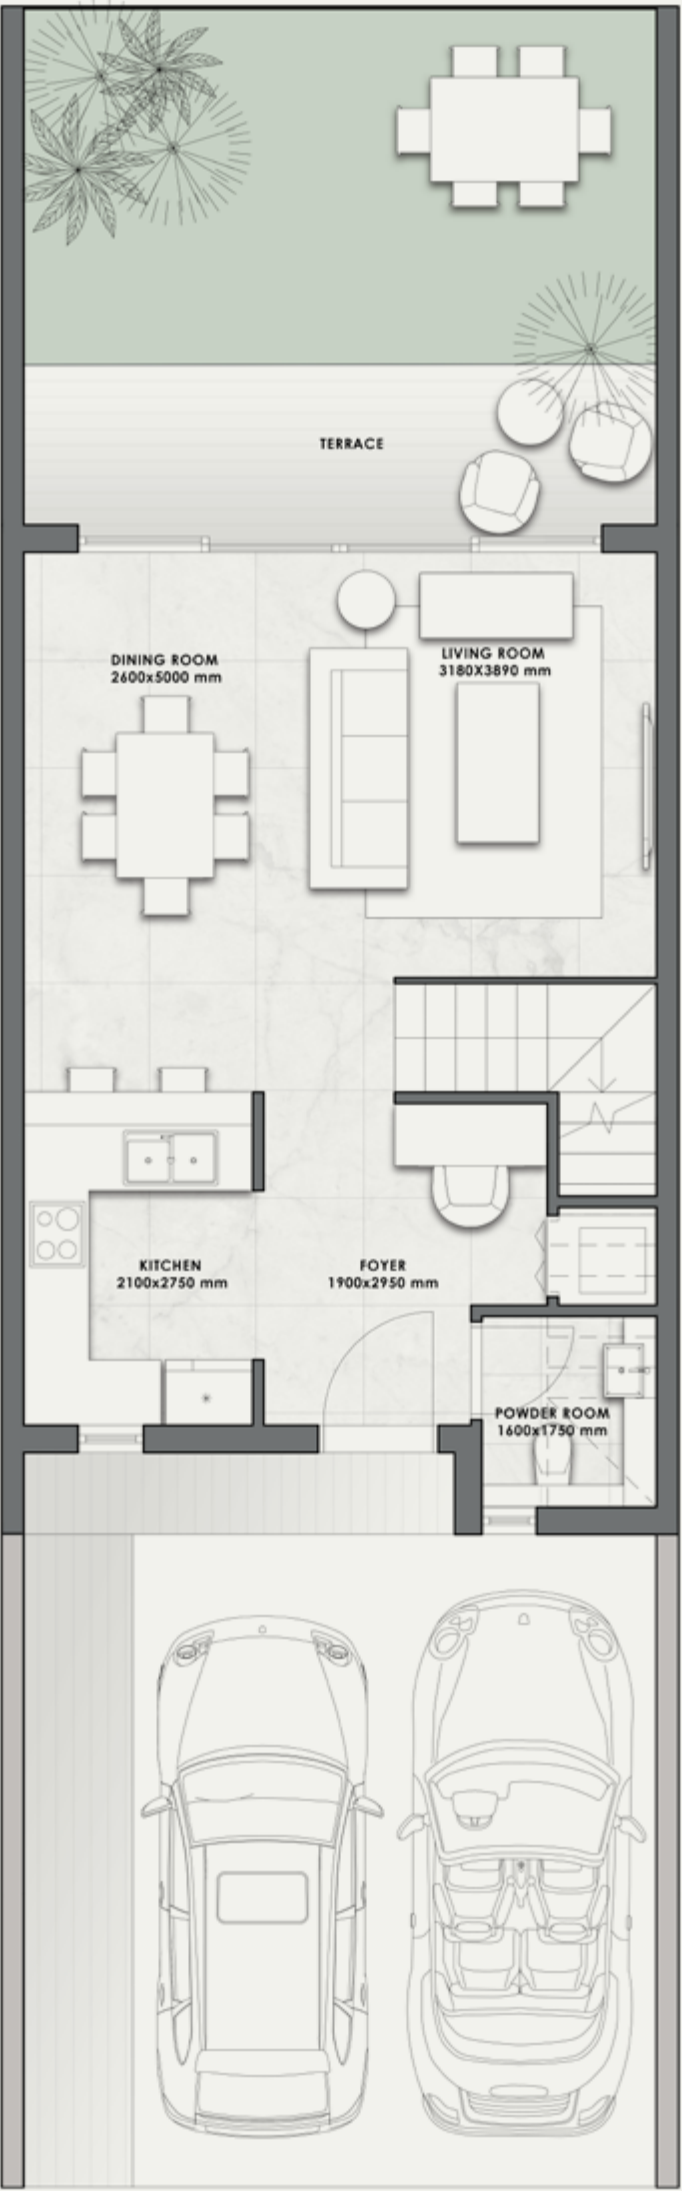 TERRACE
DINING ROOM
2600x5000 mm
LIVING ROOM
3180X3890 mm
KITCHEN
2100x2750 mm
FOYER
1900x2950 mm
POWDER ROOM
1600x1750 mm